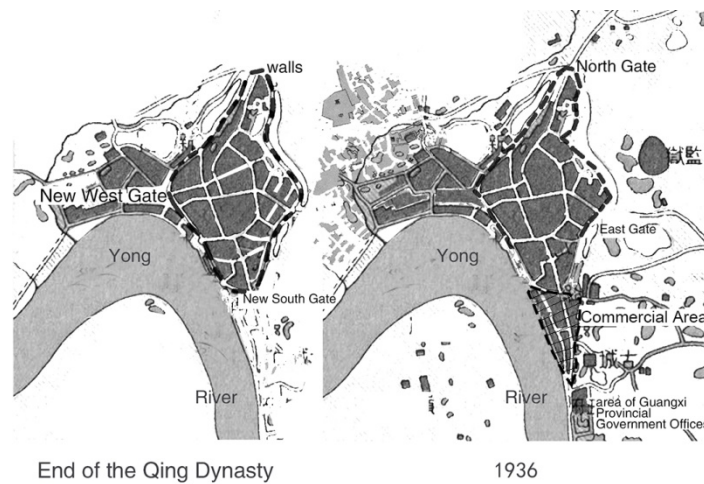 walls
New West Gate
Yong
New South Gate
River
End of the Qing Dynasty
North Gate
獄監
East Gate
Yong
Commercial Area
城古
River
area of Guangxi
Provincial
Government Offices
1936